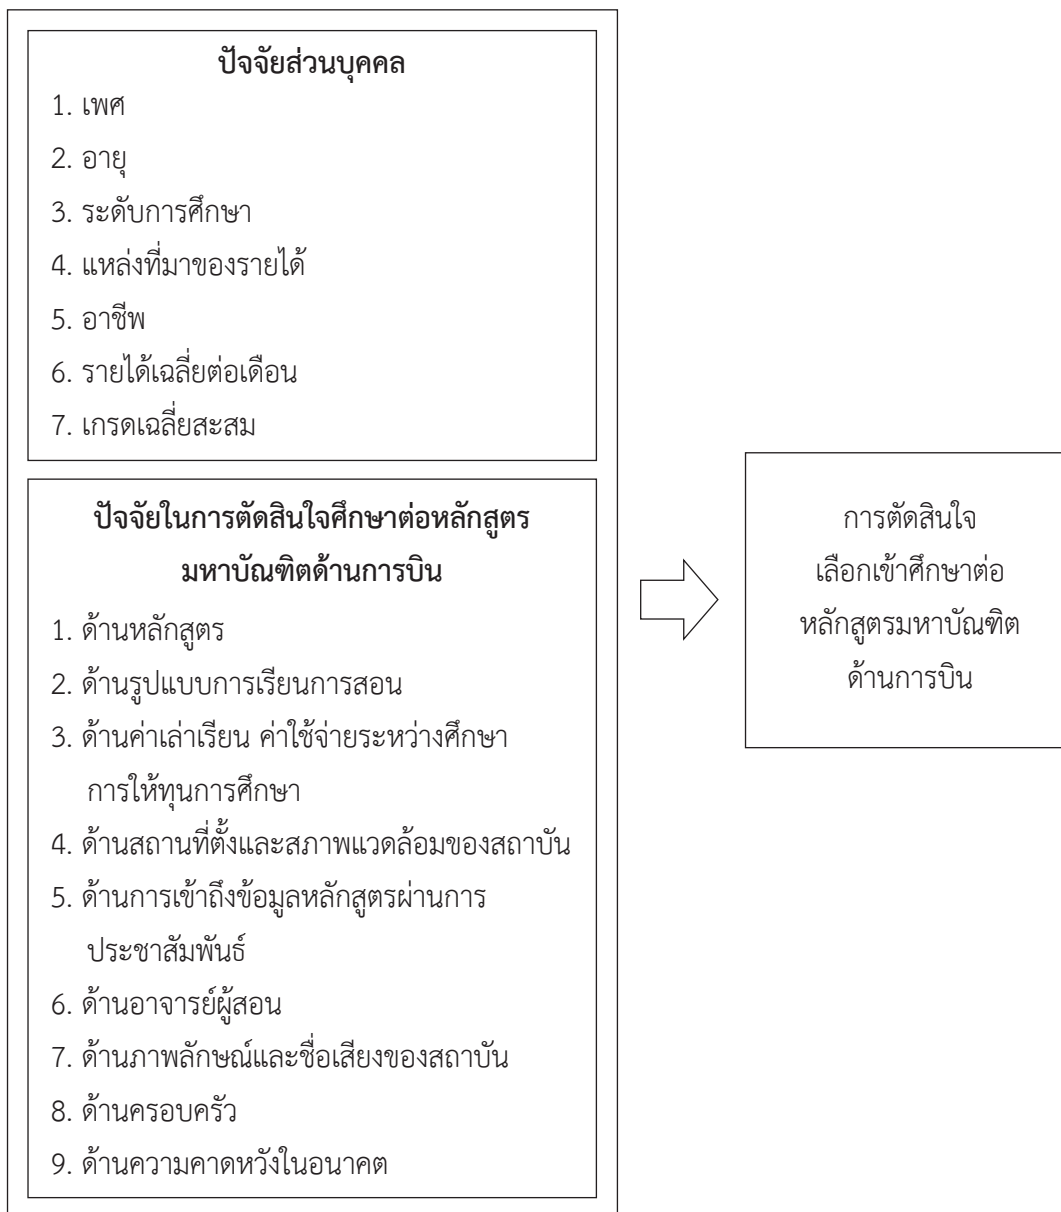 ปัจจัยส่วนบุคคล
1. เพศ
2. อายุ
3. ระดับการศึกษา
4. แหล่งที่มาของรายได้
5. อาชีพ
6. รายได้เฉลี่ยต่อเดือน
7. เกรดเฉลี่ยสะสม
ปัจจัยในการตัดสินใจศึกษาต่อหลักสูตร
มหาบัณฑิตด้านการบิน
1. ด้านหลักสูตร
2. ด้านรูปแบบการเรียนการสอน
3. ด้านค่าเล่าเรียน ค่าใช้จ่ายระหว่างศึกษา
การให้ทุนการศึกษา
4. ด้านสถานที่ตั้งและสภาพแวดล้อมของสถาบัน
5. ด้านการเข้าถึงข้อมูลหลักสูตรผ่านการ
ประชาสัมพันธ์
6. ด้านอาจารย์ผู้สอน
7. ด้านภาพลักษณ์และชื่อเสียงของสถาบัน
8. ด้านครอบครัว
9. ด้านความคาดหวังในอนาคต
การตัดสินใจ
เลือกเข้าศึกษาต่อ
หลักสูตรมหาบัณฑิต
ด้านการบิน